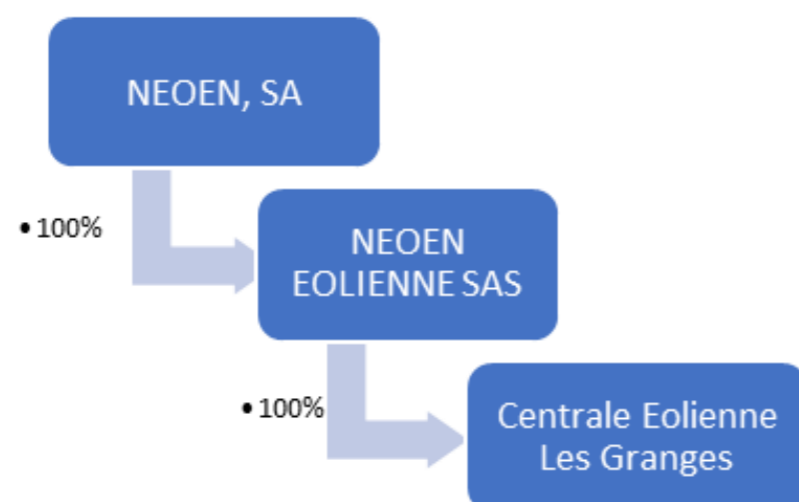 NEOEN, SA
• 100%
NEOEN
EOLIENNE SAS
• 100%
Centrale Eolienne
Les Granges